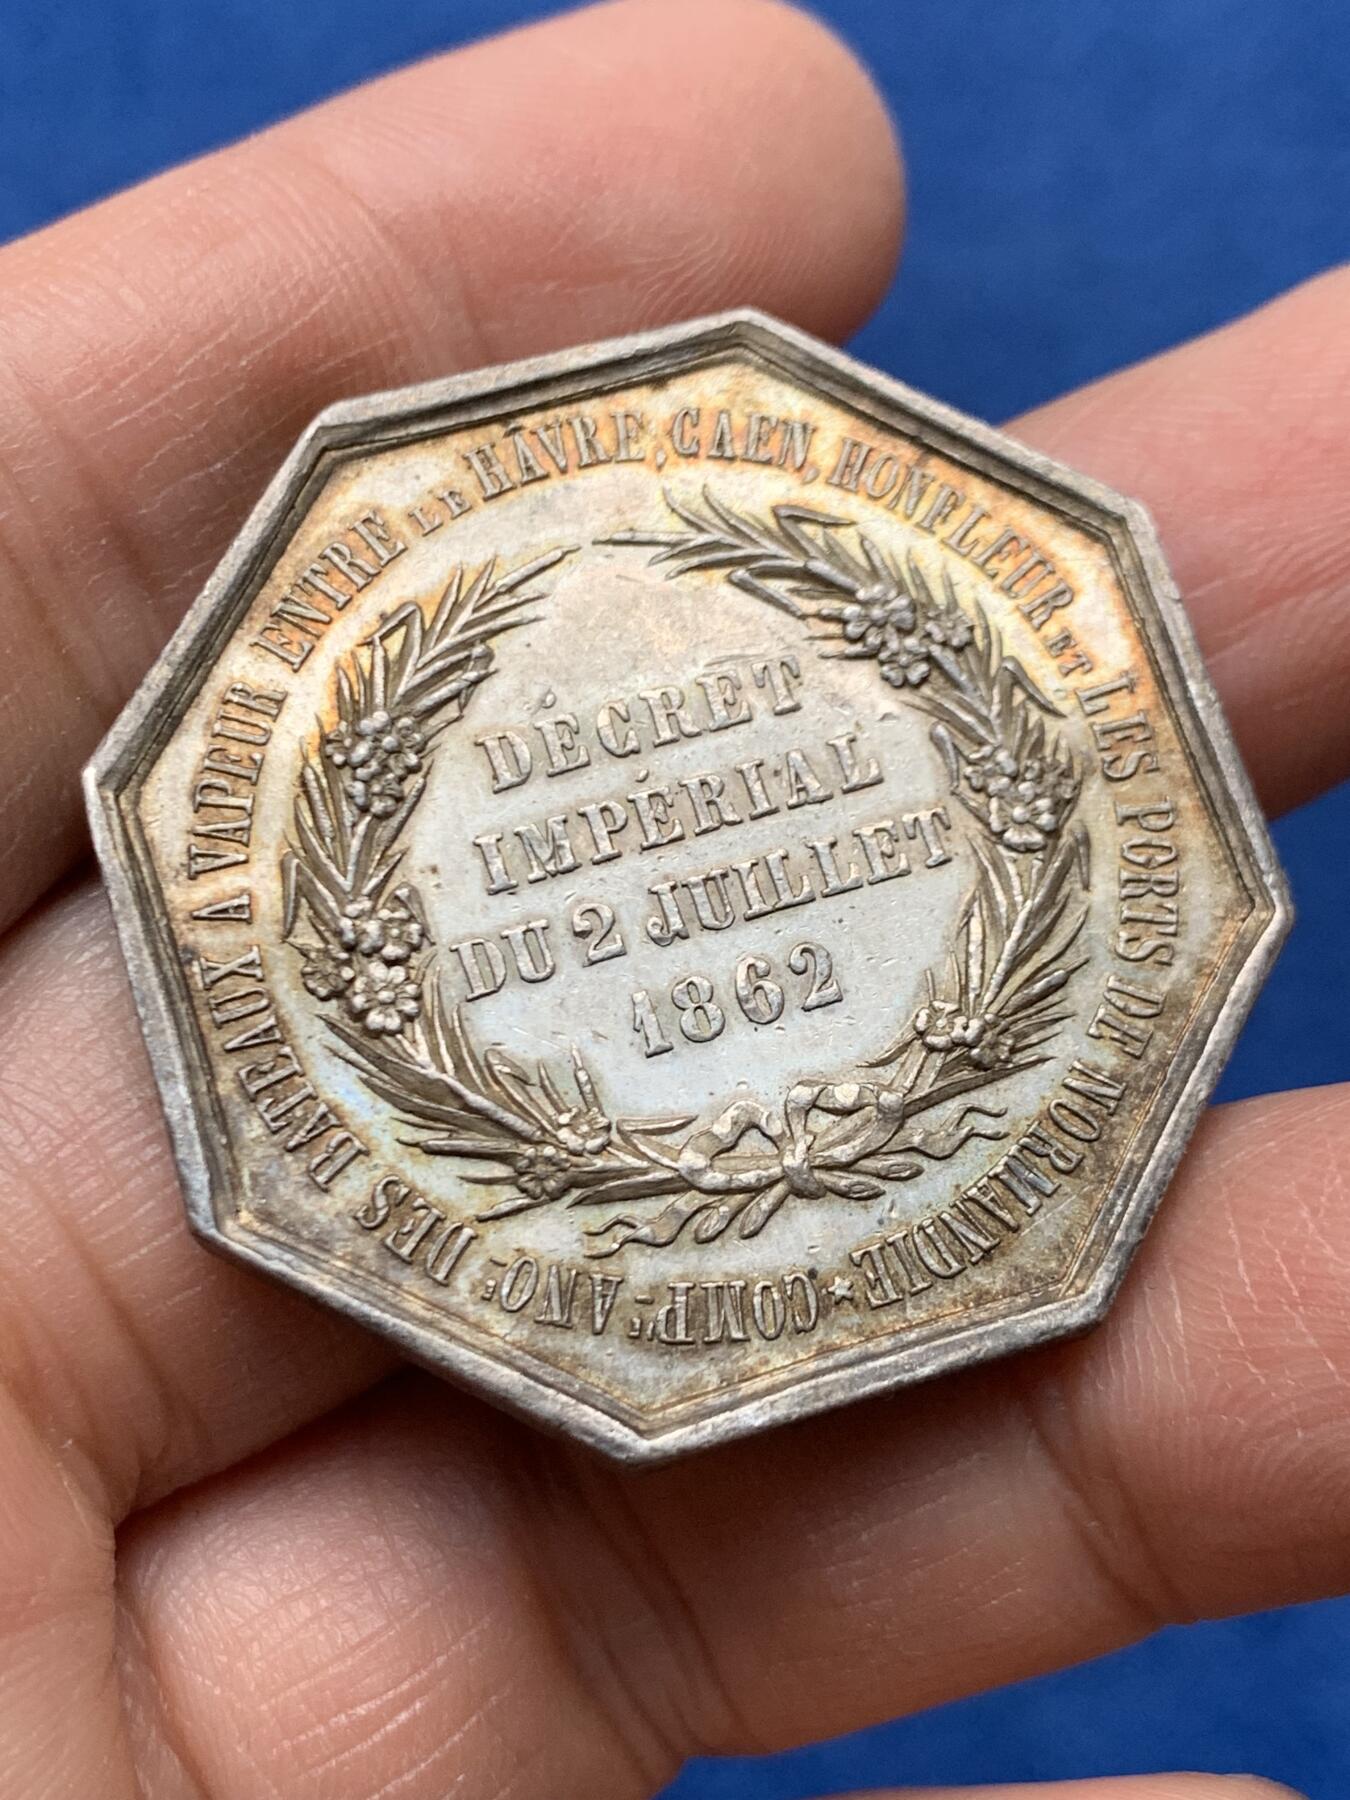 COMP.ᴵᴱ ANO.ᴱ DES BATEAUX A VAPEUR ENTRE LE HÂVRE, CAEN, HONFLEUR ET LES PORTS DE NORMANDIE ★
DÉCRET
IMPÉRIAL
DU 2 JUILLET
1862